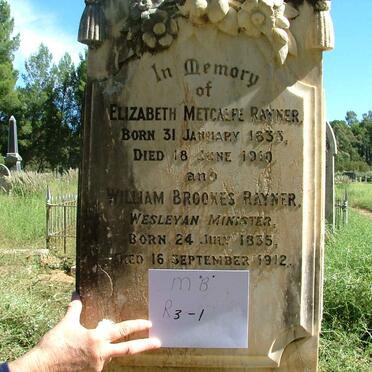 In Memory
of
ELIZABETH METCALFE RAYNER,
BORN 31 JANUARY 1833,
DIED 18 JUNE 1910
and
WILLIAM BROOKES RAYNER,
WESLEYAN MINISTER,
BORN 24 JULY 1835,
DIED 16 SEPTEMBER 1912.
M "B"
R3-1